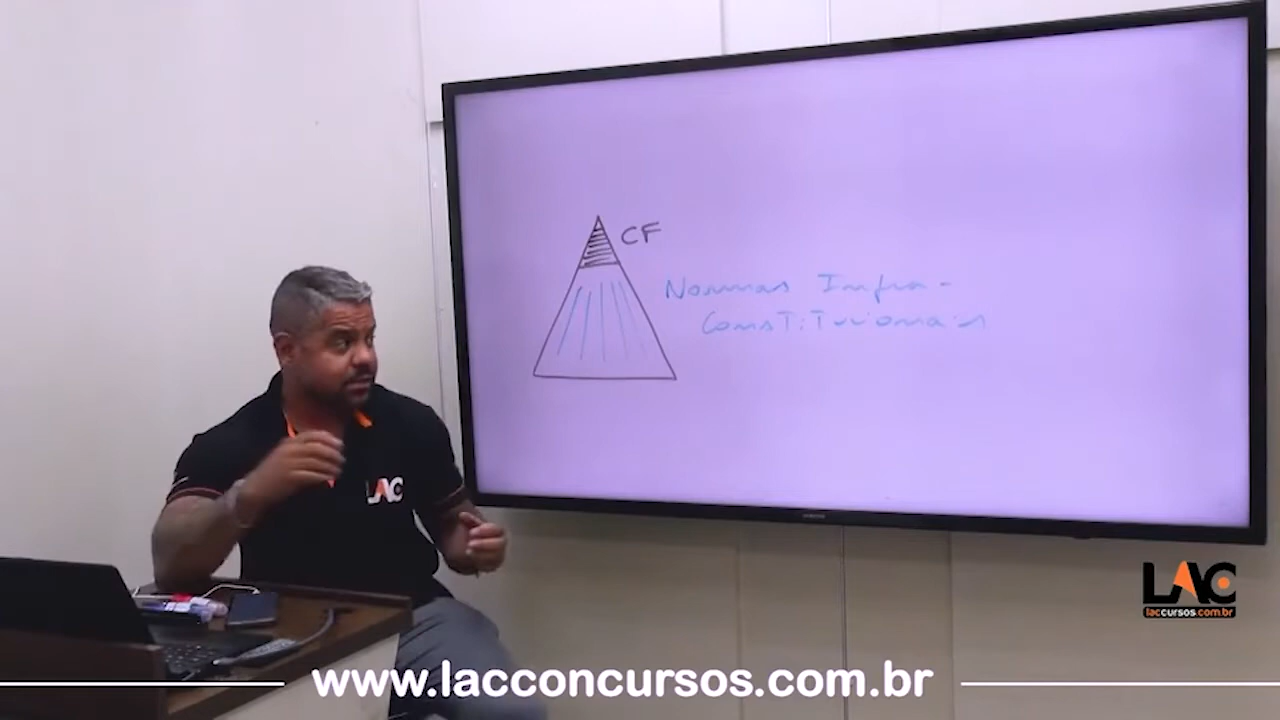 CF
Normas Infra-
Constitucionais
LAC
LAC
laccursos.com.br
www.lacconcursos.com.br